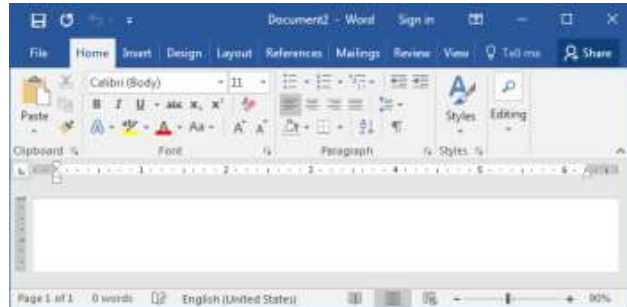 Document2 - Word Sign in
File Home Insert Design Layout References Mailings Review View Tell me Share
Calibri (Body) 11
B I U abc x, x'
Paste Aa A A Styles Editing
Clipboard Font Paragraph Styles
1 2 3 4 5 6
Page 1 of 1 0 words English (United States) 90%